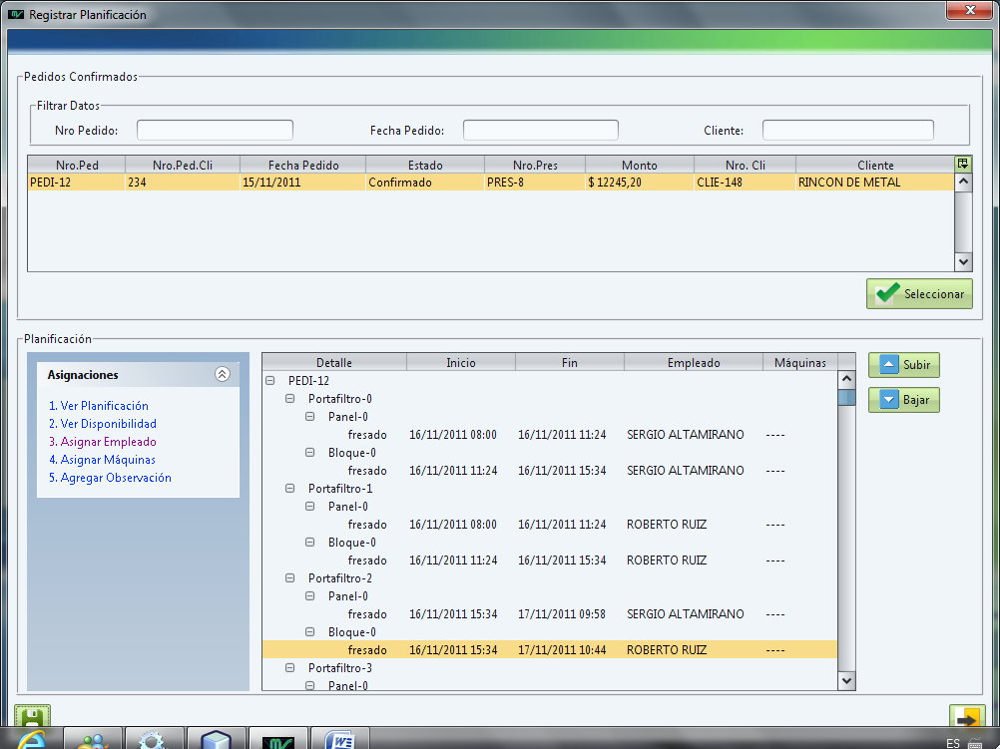 Registrar Planificación
Pedidos Confirmados
Filtrar Datos
Nro Pedido: Fecha Pedido: Cliente:
Nro.Ped Nro.Ped.Cli Fecha Pedido Estado Nro.Pres Monto Nro. Cli Cliente
PEDI-12 234 15/11/2011 Confirmado PRES-8 $ 12245,20 CLIE-148 RINCON DE METAL
Seleccionar
Planificación
Asignaciones
1. Ver Planificación
2. Ver Disponibilidad
3. Asignar Empleado
4. Asignar Máquinas
5. Agregar Observación
Detalle Inicio Fin Empleado Máquinas
PEDI-12
Portafiltro-0
Panel-0
fresado 16/11/2011 08:00 16/11/2011 11:24 SERGIO ALTAMIRANO ----
Bloque-0
fresado 16/11/2011 11:24 16/11/2011 15:34 SERGIO ALTAMIRANO ----
Portafiltro-1
Panel-0
fresado 16/11/2011 08:00 16/11/2011 11:24 ROBERTO RUIZ ----
Bloque-0
fresado 16/11/2011 11:24 16/11/2011 15:34 ROBERTO RUIZ ----
Portafiltro-2
Panel-0
fresado 16/11/2011 15:34 17/11/2011 09:58 SERGIO ALTAMIRANO ----
Bloque-0
fresado 16/11/2011 15:34 17/11/2011 10:44 ROBERTO RUIZ ----
Portafiltro-3
Panel-0
Subir
Bajar
ES